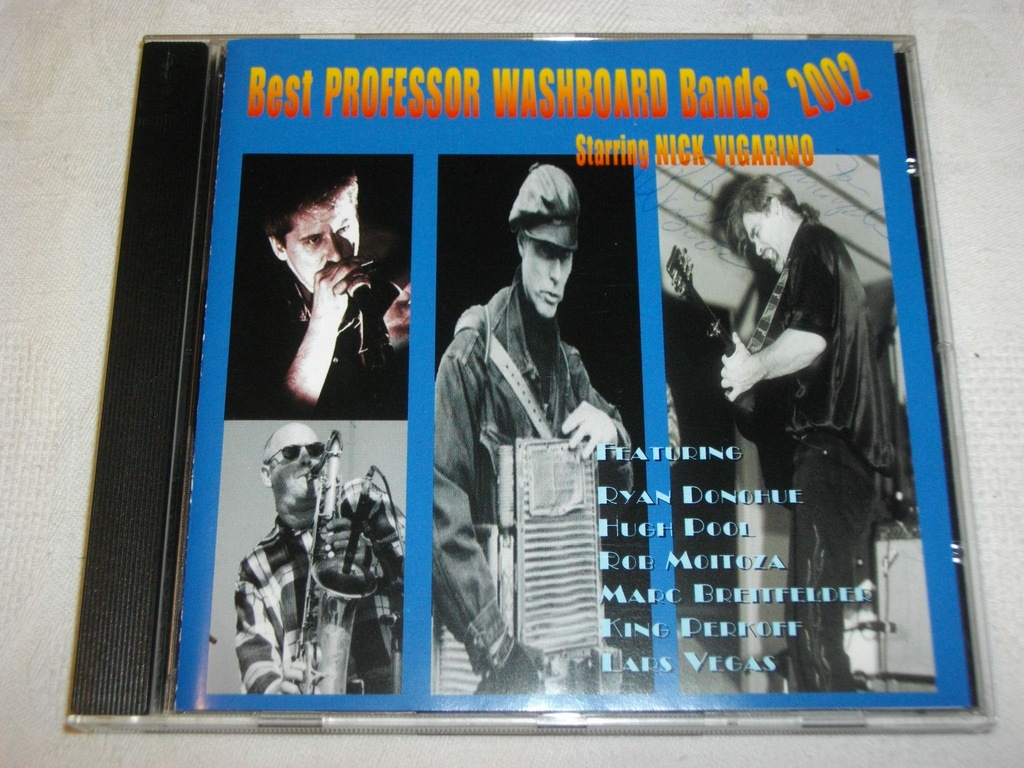 Best PROFESSOR WASHBOARD Bands 2002
Starring NICK VIGARINO
FEATURING
RYAN DONOHUE
HUGH POOL
ROB MOITOZA
MARC BREITFELDER
KING PERKOFF
LARS VEGAS